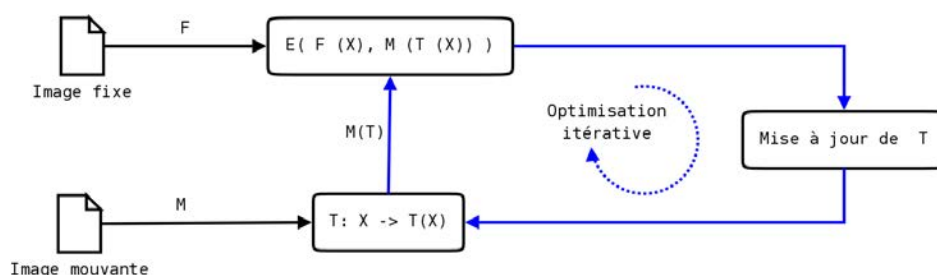 F
E( F (X), M (T (X)) )
Image fixe
Optimisation
itérative
M(T)
Mise à jour de T
M
T: X -> T(X)
Image mouvante